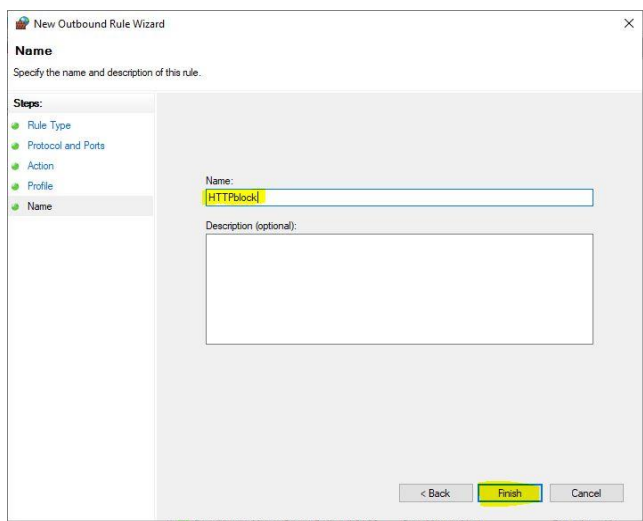 New Outbound Rule Wizard
Name
Specify the name and description of this rule.
Steps:
Rule Type
Protocol and Ports
Action
Profile
Name
Name:
HTTPblock
Description (optional):
< Back Finish Cancel